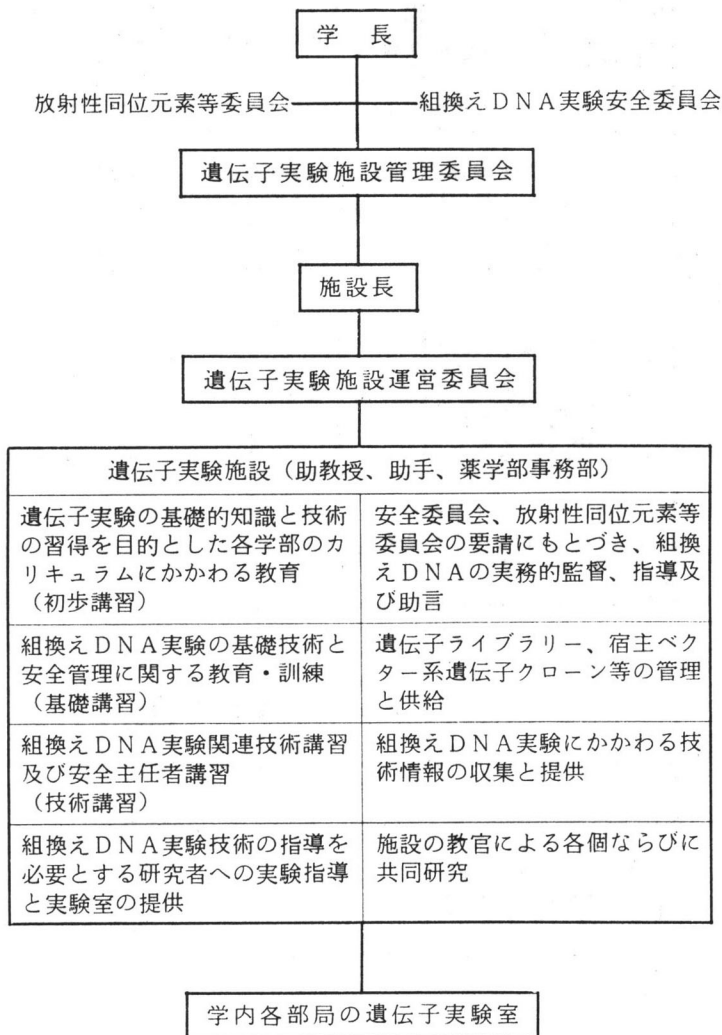 学 長
放射性同位元素等委員会
組換えDNA実験安全委員会
遺伝子実験施設管理委員会
施設長
遺伝子実験施設運営委員会
遺伝子実験施設（助教授、助手、薬学部事務部）
遺伝子実験の基礎的知識と技術
の習得を目的とした各学部のカ
リキュラムにかかわる教育
（初歩講習）
安全委員会、放射性同位元素等
委員会の要請にもとづき、組換
えDNAの実務的監督、指導及
び助言
組換えDNA実験の基礎技術と
安全管理に関する教育・訓練
（基礎講習）
遺伝子ライブラリー、宿主ベク
ター系遺伝子クローン等の管理
と供給
組換えDNA実験関連技術講習
及び安全主任者講習
（技術講習）
組換えDNA実験にかかわる技
術情報の収集と提供
組換えDNA実験技術の指導を
必要とする研究者への実験指導
と実験室の提供
施設の教官による各個ならびに
共同研究
学内各部局の遺伝子実験室